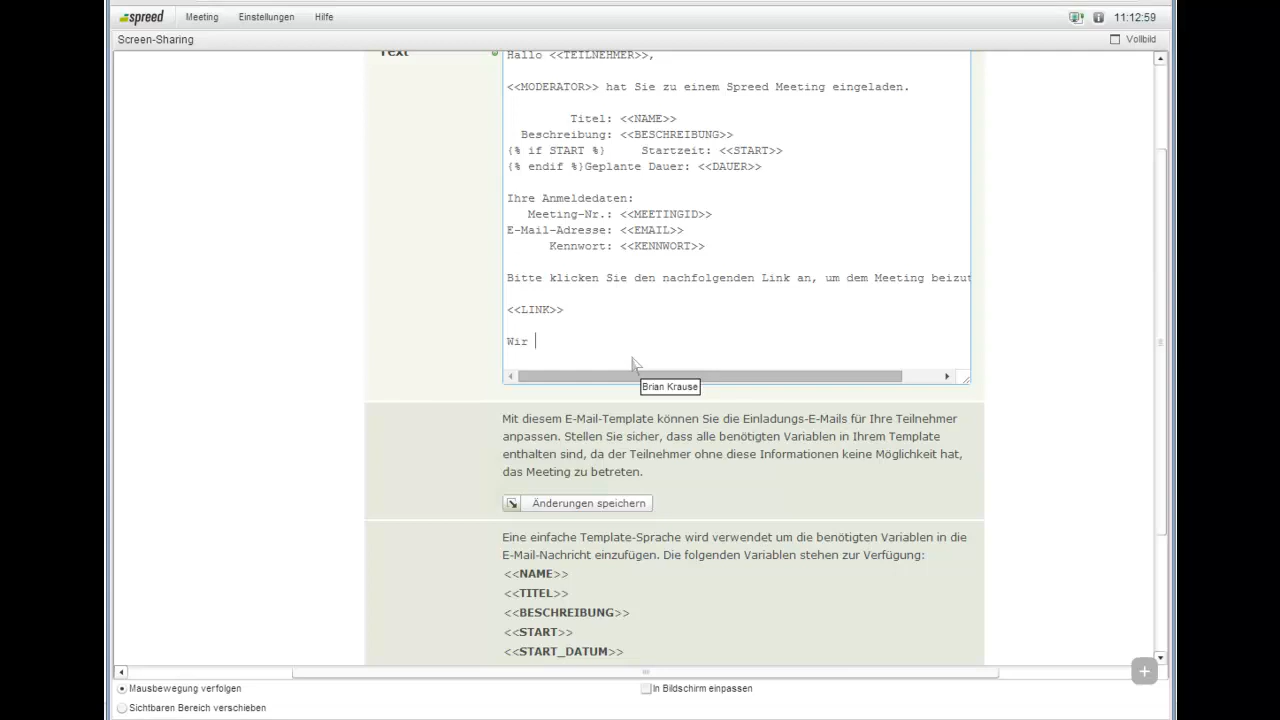 spreed Meeting Einstellungen Hilfe 11:12:59
Screen-Sharing Vollbild
Text
Hallo <<TEILNEHMER>>,
<<MODERATOR>> hat Sie zu einem Spreed Meeting eingeladen.
Titel: <<NAME>>
Beschreibung: <<BESCHREIBUNG>>
{% if START %} Startzeit: <<START>>
{% endif %}Geplante Dauer: <<DAUER>>
Ihre Anmeldedaten:
Meeting-Nr.: <<MEETINGID>>
E-Mail-Adresse: <<EMAIL>>
Kennwort: <<KENNWORT>>
Bitte klicken Sie den nachfolgenden Link an, um dem Meeting beizut
<<LINK>>
Wir
Brian Krause
Mit diesem E-Mail-Template können Sie die Einladungs-E-Mails für Ihre Teilnehmer
anpassen. Stellen Sie sicher, dass alle benötigten Variablen in Ihrem Template
enthalten sind, da der Teilnehmer ohne diese Informationen keine Möglichkeit hat,
das Meeting zu betreten.
Änderungen speichern
Eine einfache Template-Sprache wird verwendet um die benötigten Variablen in die
E-Mail-Nachricht einzufügen. Die folgenden Variablen stehen zur Verfügung:
<<NAME>>
<<TITEL>>
<<BESCHREIBUNG>>
<<START>>
<<START_DATUM>>
Mausbewegung verfolgen In Bildschirm einpassen
Sichtbaren Bereich verschieben